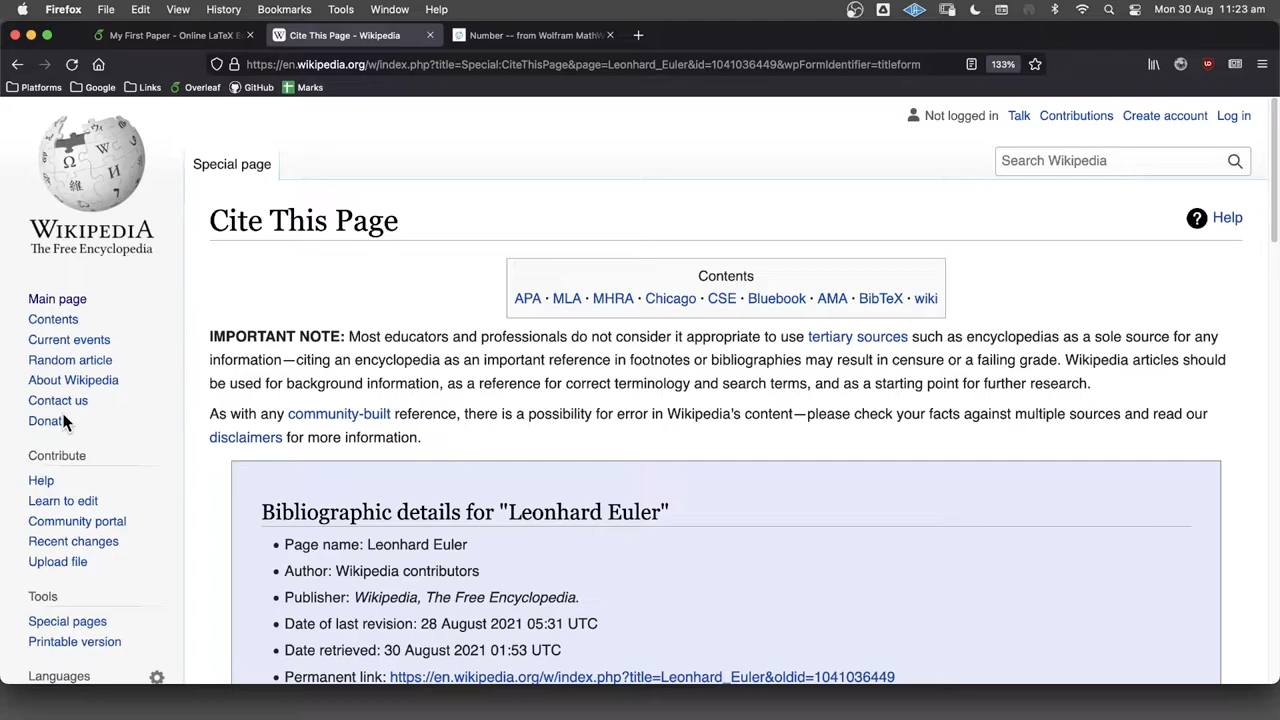 Firefox File Edit View History Bookmarks Tools Window Help Mon 30 Aug 11:23 am
My First Paper - Online LaTeX E Cite This Page - Wikipedia Number -- from Wolfram MathW
https://en.wikipedia.org/w/index.php?title=Special:CiteThisPage&page=Leonhard_Euler&id=1041036449&wpFormIdentifier=titleform 133%
Platforms Google Links Overleaf GitHub Marks
Not logged in Talk Contributions Create account Log in
Special page
Search Wikipedia
WIKIPEDIA
The Free Encyclopedia
Cite This Page
Help
Contents
APA · MLA · MHRA · Chicago · CSE · Bluebook · AMA · BibTeX · wiki
IMPORTANT NOTE: Most educators and professionals do not consider it appropriate to use tertiary sources such as encyclopedias as a sole source for any
information—citing an encyclopedia as an important reference in footnotes or bibliographies may result in censure or a failing grade. Wikipedia articles should
be used for background information, as a reference for correct terminology and search terms, and as a starting point for further research.
As with any community-built reference, there is a possibility for error in Wikipedia's content—please check your facts against multiple sources and read our
disclaimers for more information.
Bibliographic details for "Leonhard Euler"
Page name: Leonhard Euler
Author: Wikipedia contributors
Publisher: Wikipedia, The Free Encyclopedia.
Date of last revision: 28 August 2021 05:31 UTC
Date retrieved: 30 August 2021 01:53 UTC
Permanent link: https://en.wikipedia.org/w/index.php?title=Leonhard_Euler&oldid=1041036449
Main page
Contents
Current events
Random article
About Wikipedia
Contact us
Donat
Contribute
Help
Learn to edit
Community portal
Recent changes
Upload file
Tools
Special pages
Printable version
Languages